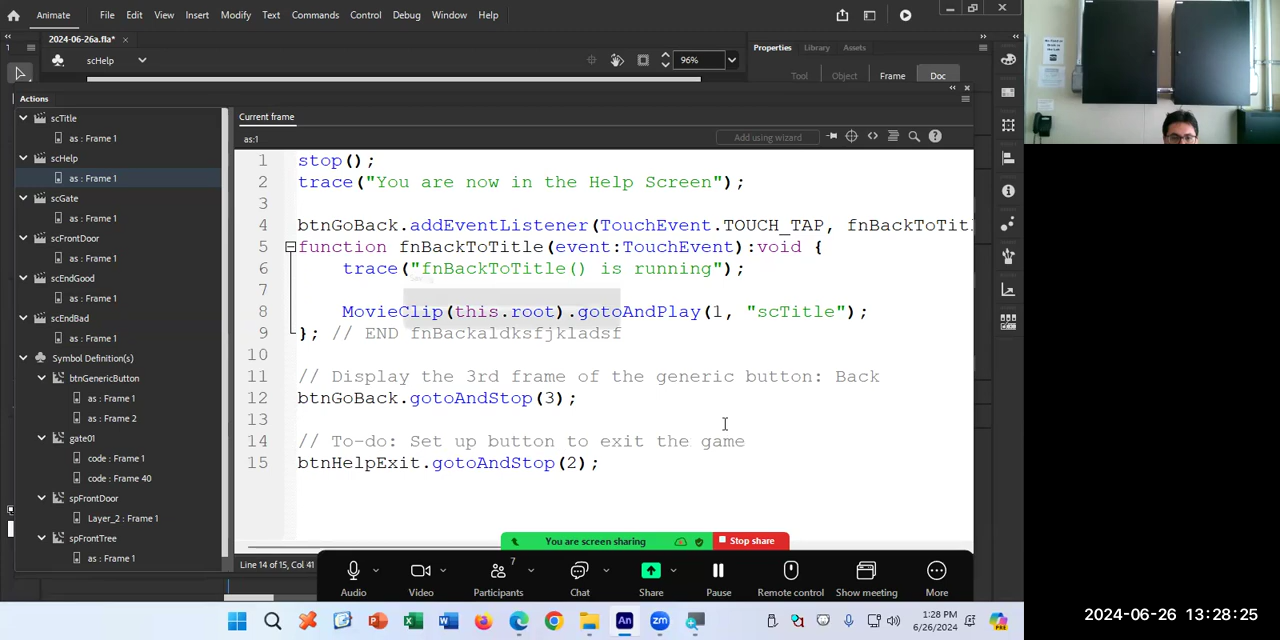 Animate File Edit View Insert Modify Text Commands Control Debug Window Help
2024-06-26a.fla* ×
scHelp 96%
Properties Library Assets
Tool Object Frame Doc
Actions
scTitle
as : Frame 1
scHelp
as : Frame 1
scGate
as : Frame 1
scFrontDoor
as : Frame 1
scEndGood
as : Frame 1
scEndBad
as : Frame 1
Symbol Definition(s)
btnGenericButton
as : Frame 1
as : Frame 2
gate01
code : Frame 1
code : Frame 40
spFrontDoor
Layer_2 : Frame 1
spFrontTree
as : Frame 1
Current frame
as:1 Add using wizard
1 stop();
2 trace("You are now in the Help Screen");
3
4 btnGoBack.addEventListener(TouchEvent.TOUCH_TAP, fnBackToTit
5 function fnBackToTitle(event:TouchEvent):void {
6 trace("fnBackToTitle() is running");
7
8 MovieClip(this.root).gotoAndPlay(1, "scTitle");
9 }; // END fnBackaldksfjkladsf
10
11 // Display the 3rd frame of the generic button: Back
12 btnGoBack.gotoAndStop(3);
13
14 // To-do: Set up button to exit the game
15 btnHelpExit.gotoAndStop(2);
You are screen sharing Stop share
Line 14 of 15, Col 41
7
Audio Video Participants Chat Share Pause Remote control Show meeting More
1:28 PM
6/26/2024
2024-06-26 13:28:25